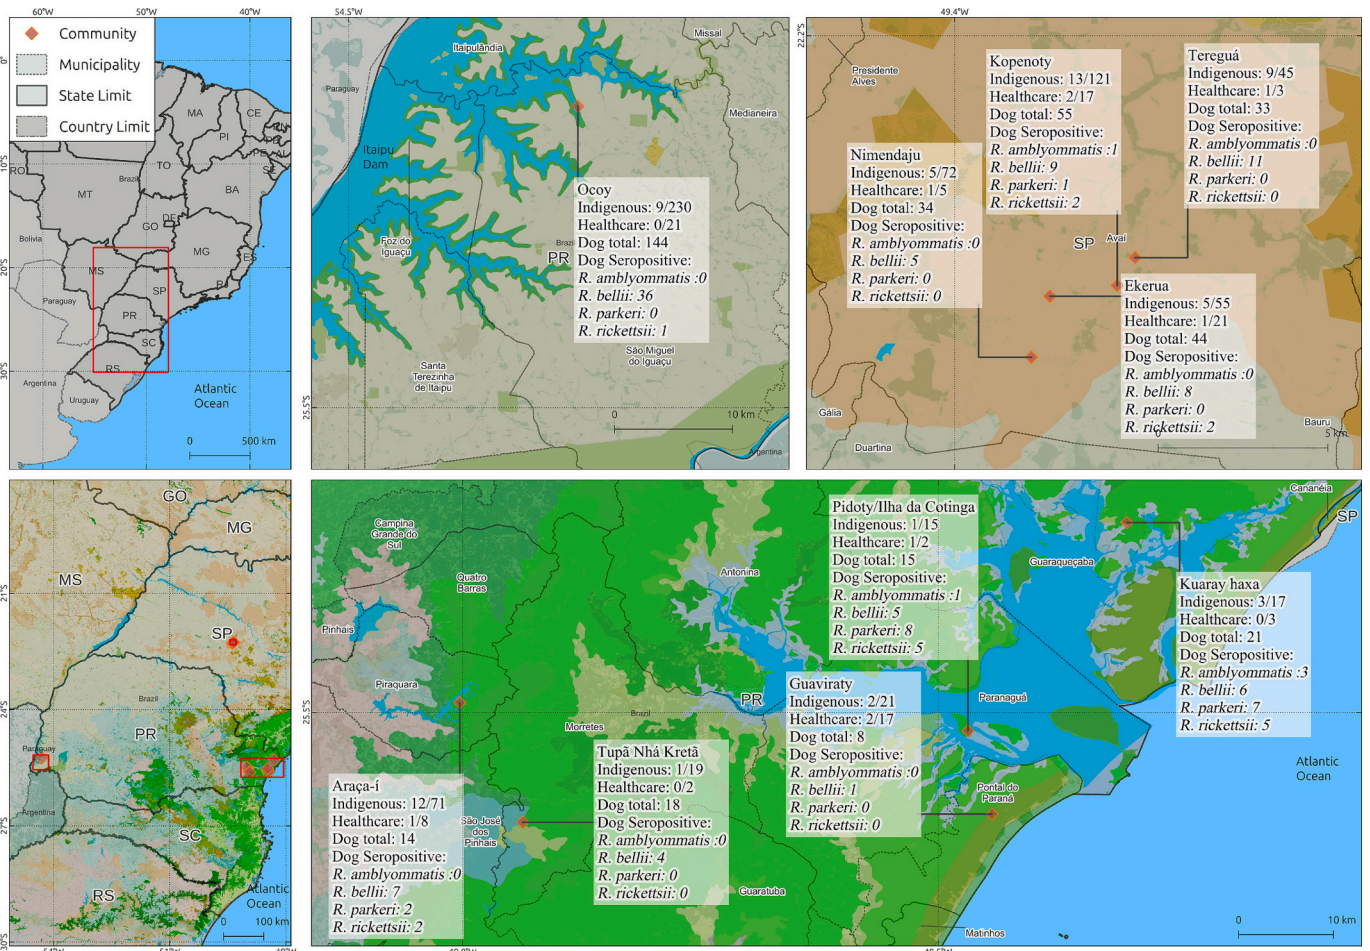 60°W
50°W
40°W
Community
Municipality
State Limit
Country Limit
0°
10°S
20°S
30°S
MA
CE
PI
TO
RO
MT
Brazil
BA
SE
DF
GO
Bolivia
MG
ES
MS
SP
Paraguay
PR
SC
RS
Argentina
Uruguay
Atlantic
Ocean
0
500 km
54.5°W
25.5°S
Itaipulândia
Missal
Paraguay
Medianeira
Itaipu
Dam
Foz do
Iguaçu
Brazil
PR
Ocoy
Indigenous: 9/230
Healthcare: 0/21
Dog total: 144
Dog Seropositive:
R. amblyommatis :0
R. bellii: 36
R. parkeri: 0
R. rickettsii: 1
São Miguel
do Iguaçu
Santa
Terezinha
de Itaipu
0
10 km
Argentina
49.4°W
22.2°S
Presidente
Alves
Kopenoty
Indigenous: 13/121
Healthcare: 2/17
Dog total: 55
Dog Seropositive:
R. amblyommatis :1
R. bellii: 9
R. parkeri: 1
R. rickettsii: 2
Tereguá
Indigenous: 9/45
Healthcare: 1/3
Dog total: 33
Dog Seropositive:
R. amblyommatis :0
R. bellii: 11
R. parkeri: 0
R. rickettsii: 0
Nimendaju
Indigenous: 5/72
Healthcare: 1/5
Dog total: 34
Dog Seropositive:
R. amblyommatis :0
R. bellii: 5
R. parkeri: 0
R. rickettsii: 0
SP
Avaí
Ekerua
Indigenous: 5/55
Healthcare: 1/21
Dog total: 44
Dog Seropositive:
R. amblyommatis :0
R. bellii: 8
R. parkeri: 0
R. rickettsii: 2
Gália
Duartina
Bauru
0
5 km
GO
MG
MS
21°S
SP
Brazil
24°S
PR
Paraguay
Argentina
27°S
SC
RS
Atlantic
Ocean
0
100 km
30°S
54°W
51°W
48°W
Campina
Grande do
Sul
Quatro
Barras
Pinhais
Piraquara
25.5°S
Antonina
Morretes
Brazil
PR
São José
dos
Pinhais
Guaratuba
Matinhos
Pontal do
Paraná
Paranaguá
Guaraqueçaba
Cananéia
SP
Atlantic
Ocean
Pidoty/Ilha da Cotinga
Indigenous: 1/15
Healthcare: 1/2
Dog total: 15
Dog Seropositive:
R. amblyommatis :1
R. bellii: 5
R. parkeri: 8
R. rickettsii: 5
Kuaray haxa
Indigenous: 3/17
Healthcare: 0/3
Dog total: 21
Dog Seropositive:
R. amblyommatis :3
R. bellii: 6
R. parkeri: 7
R. rickettsii: 5
Guaviraty
Indigenous: 2/21
Healthcare: 2/17
Dog total: 8
Dog Seropositive:
R. amblyommatis :0
R. bellii: 1
R. parkeri: 0
R. rickettsii: 0
Tupã Nhá Kretã
Indigenous: 1/19
Healthcare: 0/2
Dog total: 18
Dog Seropositive:
R. amblyommatis :0
R. bellii: 4
R. parkeri: 0
R. rickettsii: 0
Araça-í
Indigenous: 12/71
Healthcare: 1/8
Dog total: 14
Dog Seropositive:
R. amblyommatis :0
R. bellii: 7
R. parkeri: 2
R. rickettsii: 2
0
10 km